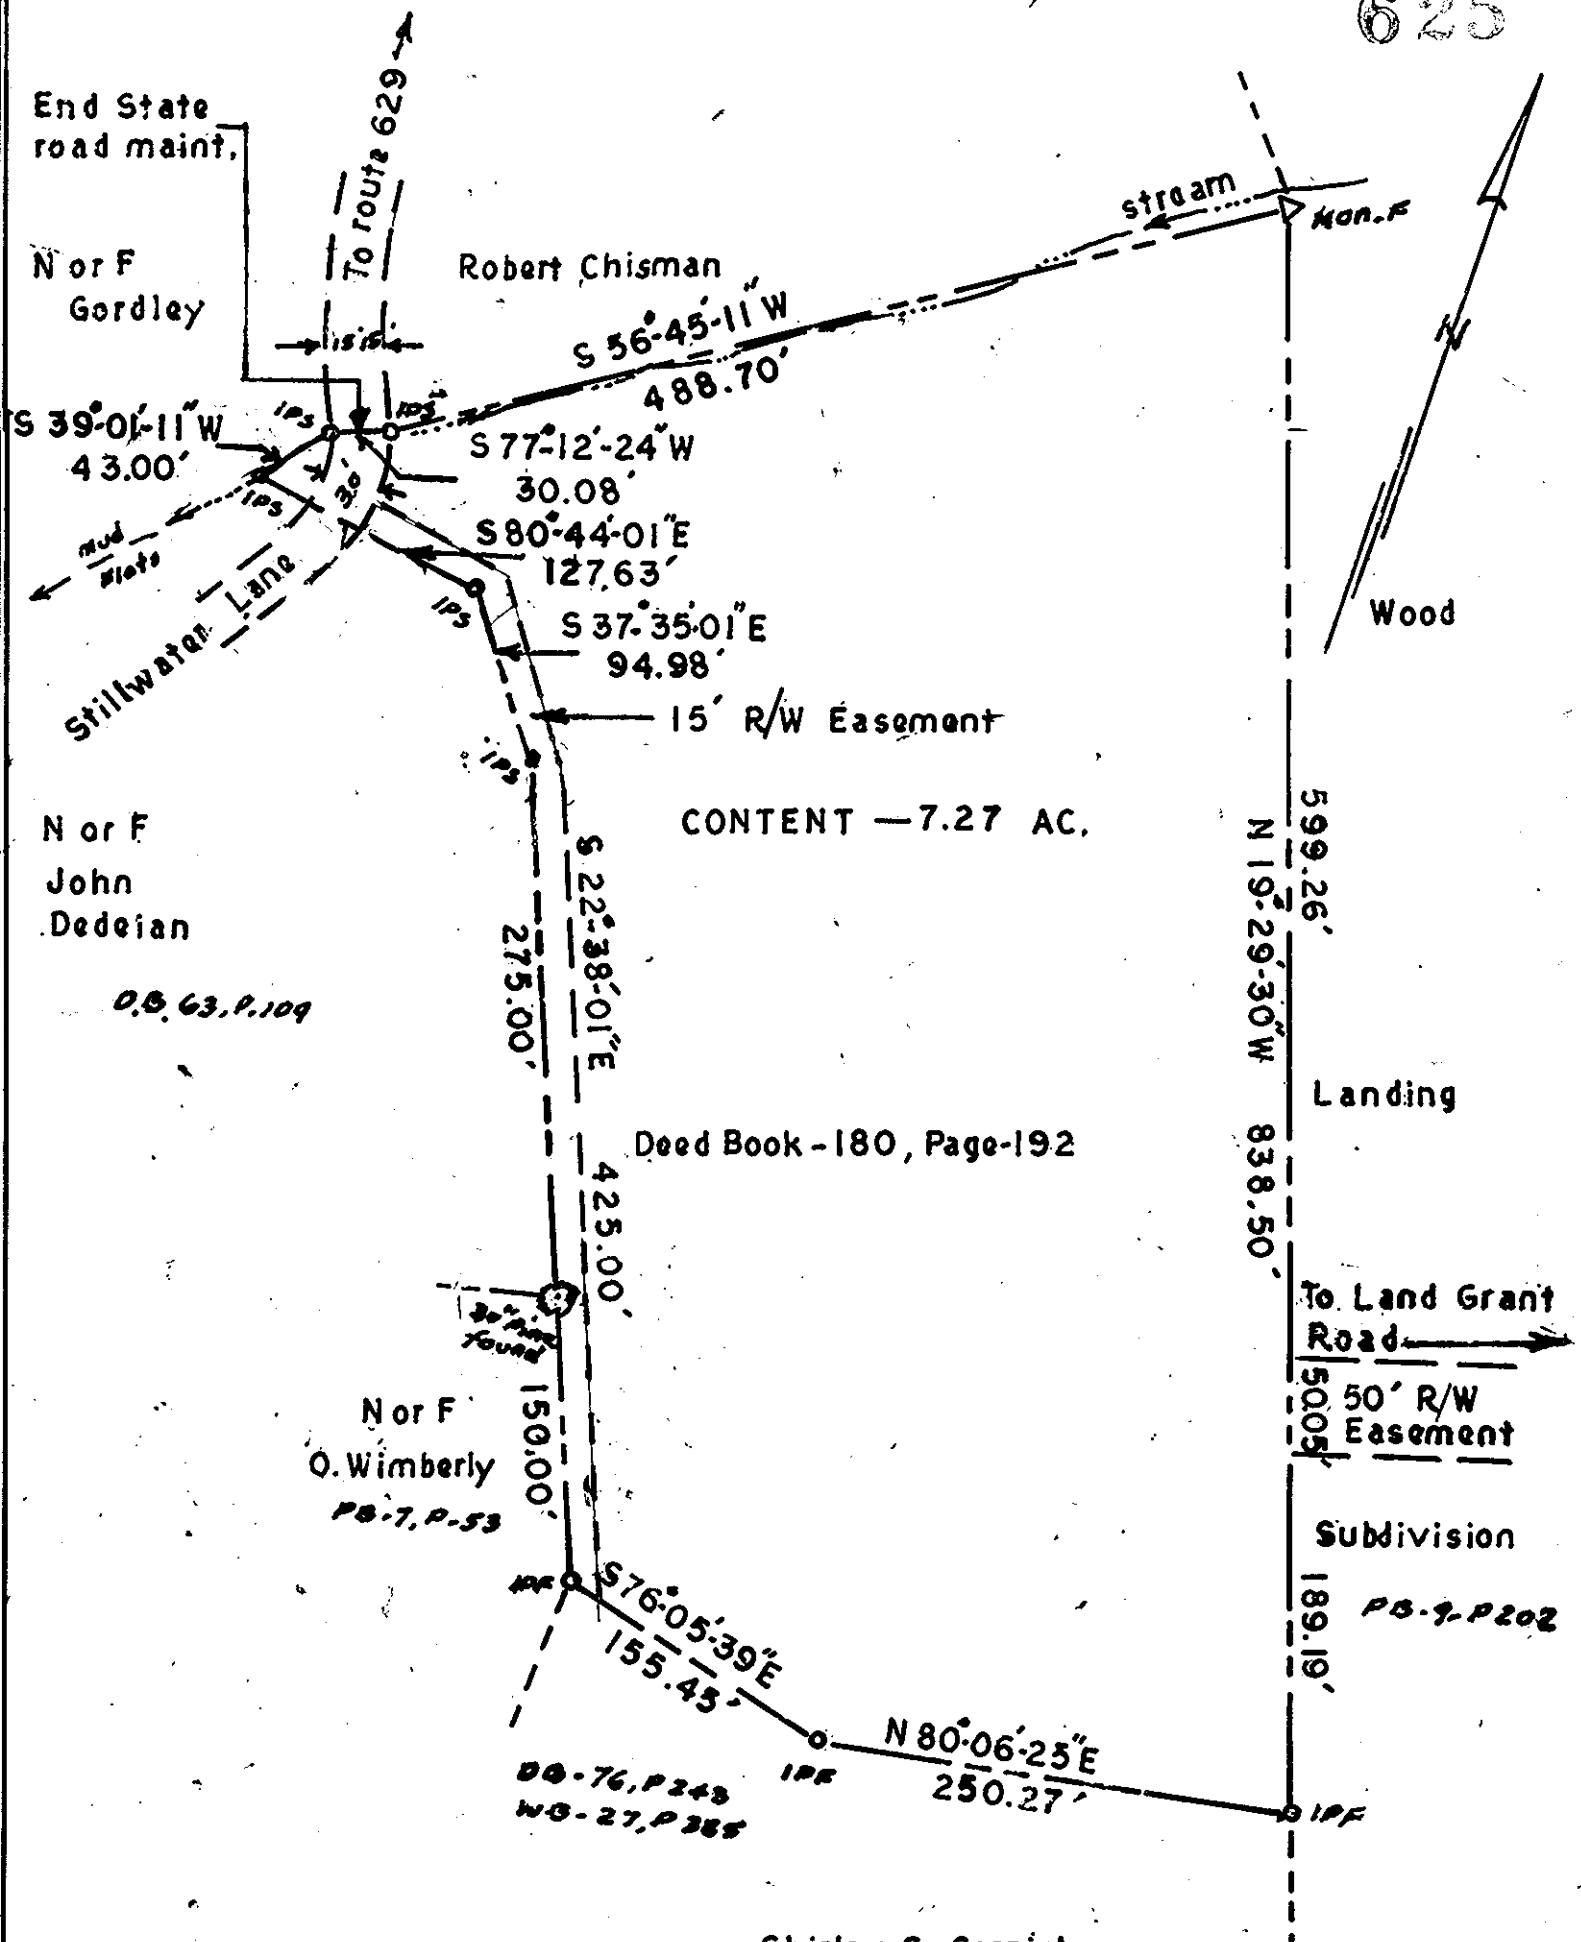 625
End State
road maint.
To route 629
N or F
Gordley
Robert Chisman
stream
Mon. F
N
15' 15'
S 56°-45'-11" W
488.70'
IPS
IPS
S 39°-01'-11" W
43.00'
S 77°-12'-24" W
30.08'
30'
IPS
mud
flats
S 80°-44'-01" E
127.63'
IPS
Stillwater Lane
S 37°-35'-01" E
94.98'
Wood
15' R/W Easement
IPS
CONTENT — 7.27 AC.
N or F
John
Dedeian
D.B. 63, P. 109
S 22°-38'-01" E
275.00'
425.00'
599.26'
N 19°-29'-30" W 838.50'
Landing
Deed Book - 180, Page - 192
30" Pine
found
To Land Grant
Road
50.05'
50' R/W
Easement
N or F
O. Wimberly
PB-7, P-53
150.00'
Subdivision
PB-9-P202
189.19'
IPF
S 76°-05'-39" E
155.45'
IPF
N 80°-06'-25" E
250.27'
IPF
DB-76, P 243
WB-27, P 385